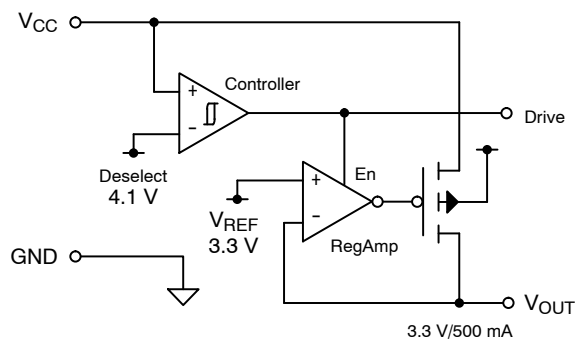 VCC
Controller
+
−
Drive
Deselect
4.1 V
En
+
−
VREF
3.3 V
RegAmp
GND
VOUT
3.3 V/500 mA